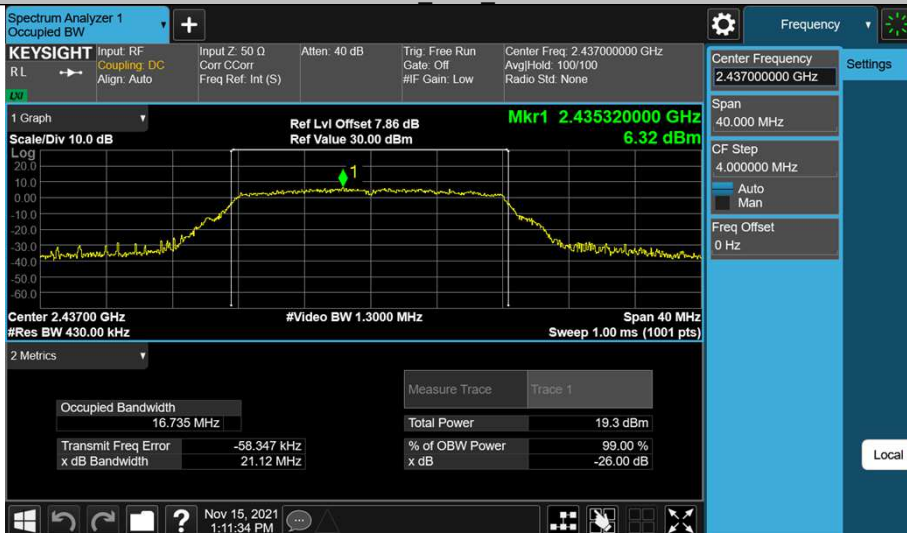 Spectrum Analyzer 1
Occupied BW
Frequency
KEYSIGHT
RL
LXI
Input: RF
Coupling: DC
Align: Auto
Input Z: 50 Ω
Corr CCorr
Freq Ref: Int (S)
Atten: 40 dB
Trig: Free Run
Gate: Off
#IF Gain: Low
Center Freq: 2.437000000 GHz
Avg|Hold: 100/100
Radio Std: None
Center Frequency
2.437000000 GHz
Settings
Span
40.000 MHz
CF Step
4.000000 MHz
Auto
Man
Freq Offset
0 Hz
Local
1 Graph
Scale/Div 10.0 dB
Ref Lvl Offset 7.86 dB
Ref Value 30.00 dBm
Mkr1 2.435320000 GHz
6.32 dBm
Log
20.0
10.0
0.00
-10.0
-20.0
-30.0
-40.0
-50.0
-60.0
1
Center 2.43700 GHz
#Res BW 430.00 kHz
#Video BW 1.3000 MHz
Span 40 MHz
Sweep 1.00 ms (1001 pts)
2 Metrics
Measure Trace
Trace 1
Occupied Bandwidth
16.735 MHz
Total Power
19.3 dBm
Transmit Freq Error
-58.347 kHz
% of OBW Power
99.00 %
x dB Bandwidth
21.12 MHz
x dB
-26.00 dB
Nov 15, 2021
1:11:34 PM